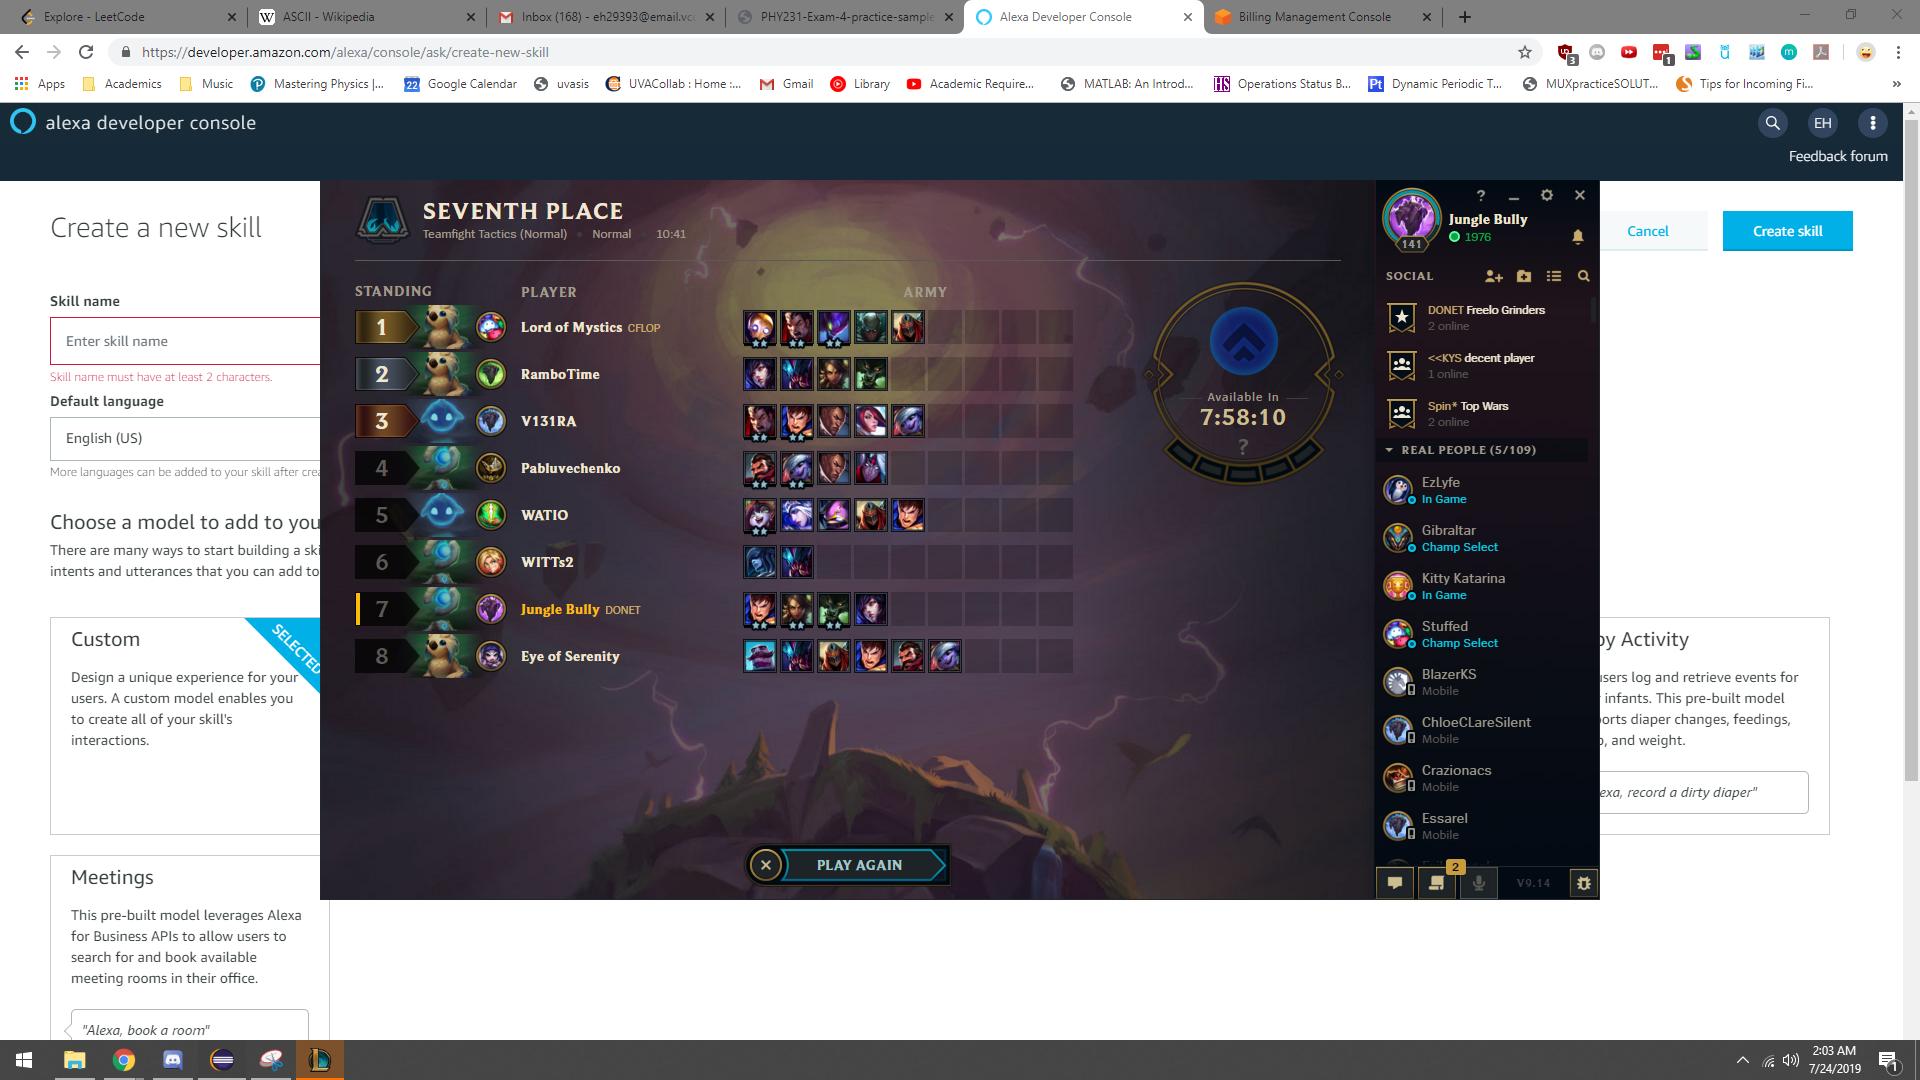 Explore - LeetCode
ASCII - Wikipedia
Inbox (168) - eh29393@email.vc
PHY231-Exam-4-practice-sample
Alexa Developer Console
Billing Management Console
https://developer.amazon.com/alexa/console/ask/create-new-skill
3
1
Apps
Academics
Music
Mastering Physics |...
22
Google Calendar
uvasis
UVACollab : Home :...
Gmail
Library
Academic Require...
MATLAB: An Introd...
HS
Operations Status B...
Pt
Dynamic Periodic T...
MUXpracticeSOLUT...
Tips for Incoming Fi...
»
alexa developer console
EH
Feedback forum
Create a new skill
Cancel
Create skill
Skill name
Enter skill name
Skill name must have at least 2 characters.
Default language
English (US)
More languages can be added to your skill after crea
Choose a model to add to you
There are many ways to start building a ski
intents and utterances that you can add to
Custom
SELECTED
Design a unique experience for your
users. A custom model enables you
to create all of your skill's
interactions.
Meetings
This pre-built model leverages Alexa
for Business APIs to allow users to
search for and book available
meeting rooms in their office.
"Alexa, book a room"
by Activity
users log and retrieve events for
infants. This pre-built model
ports diaper changes, feedings,
, and weight.
exa, record a dirty diaper"
SEVENTH PLACE
Teamfight Tactics (Normal) • Normal • 10:41
STANDING
PLAYER
ARMY
1 Lord of Mystics CFLOP
2 RamboTime
3 V131RA
4 Pabluvechenko
5 WATIO
6 WITTs2
7 Jungle Bully DONET
8 Eye of Serenity
Available In
7:58:10
?
PLAY AGAIN
?
Jungle Bully
1976
141
SOCIAL
DONET Freelo Grinders
2 online
<<KYS decent player
1 online
Spin* Top Wars
2 online
REAL PEOPLE (5/109)
EzLyfe
In Game
Gibraltar
Champ Select
Kitty Katarina
In Game
Stuffed
Champ Select
BlazerKS
Mobile
ChloeCLareSilent
Mobile
Crazionacs
Mobile
Essarel
Mobile
2
V9.14
2:03 AM
7/24/2019
1